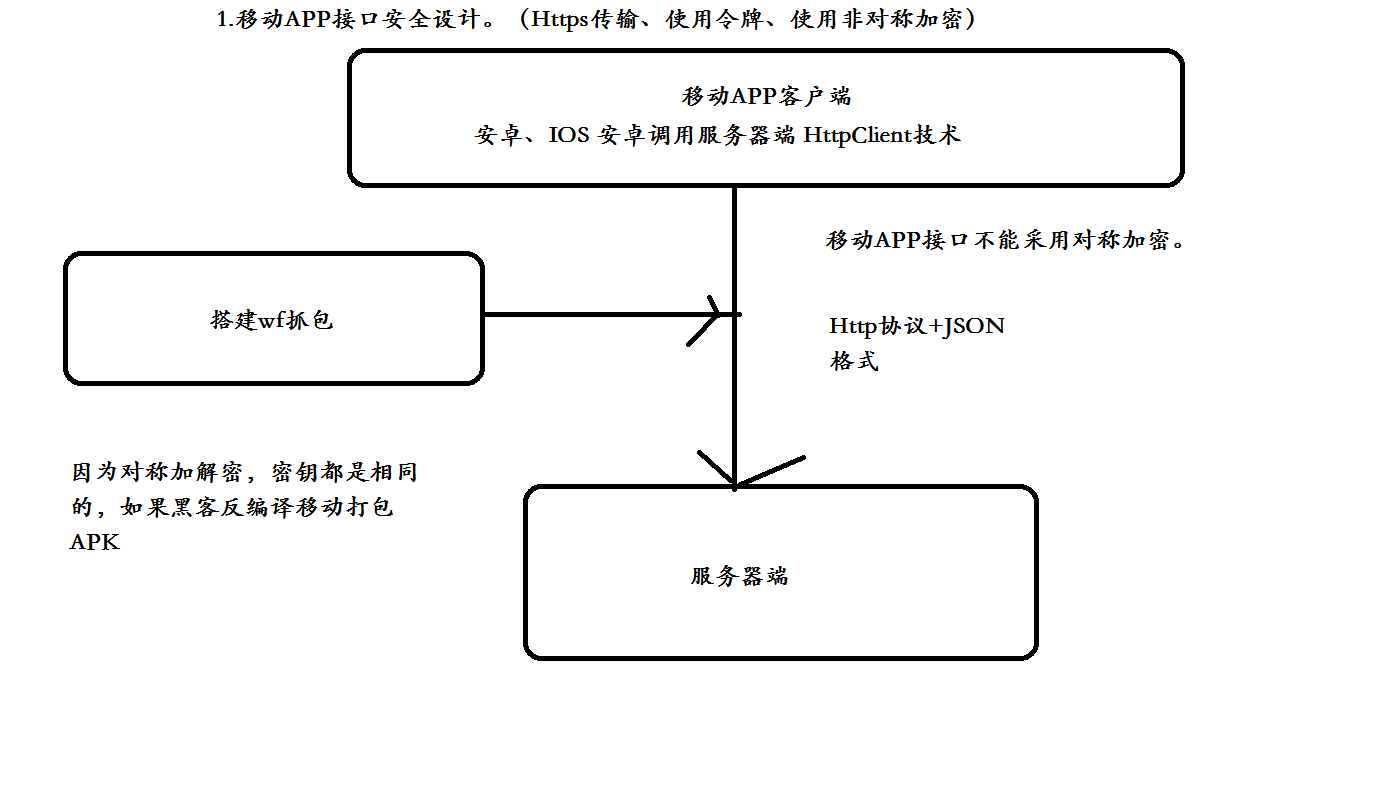 1.移动APP接口安全设计。（Https传输、使用令牌、使用非对称加密）
移动APP客户端
安卓、IOS 安卓调用服务器端 HttpClient技术
移动APP接口不能采用对称加密。
搭建wf抓包
Http协议+JSON
格式
因为对称加解密，密钥都是相同
的，如果黑客反编译移动打包
APK
服务器端